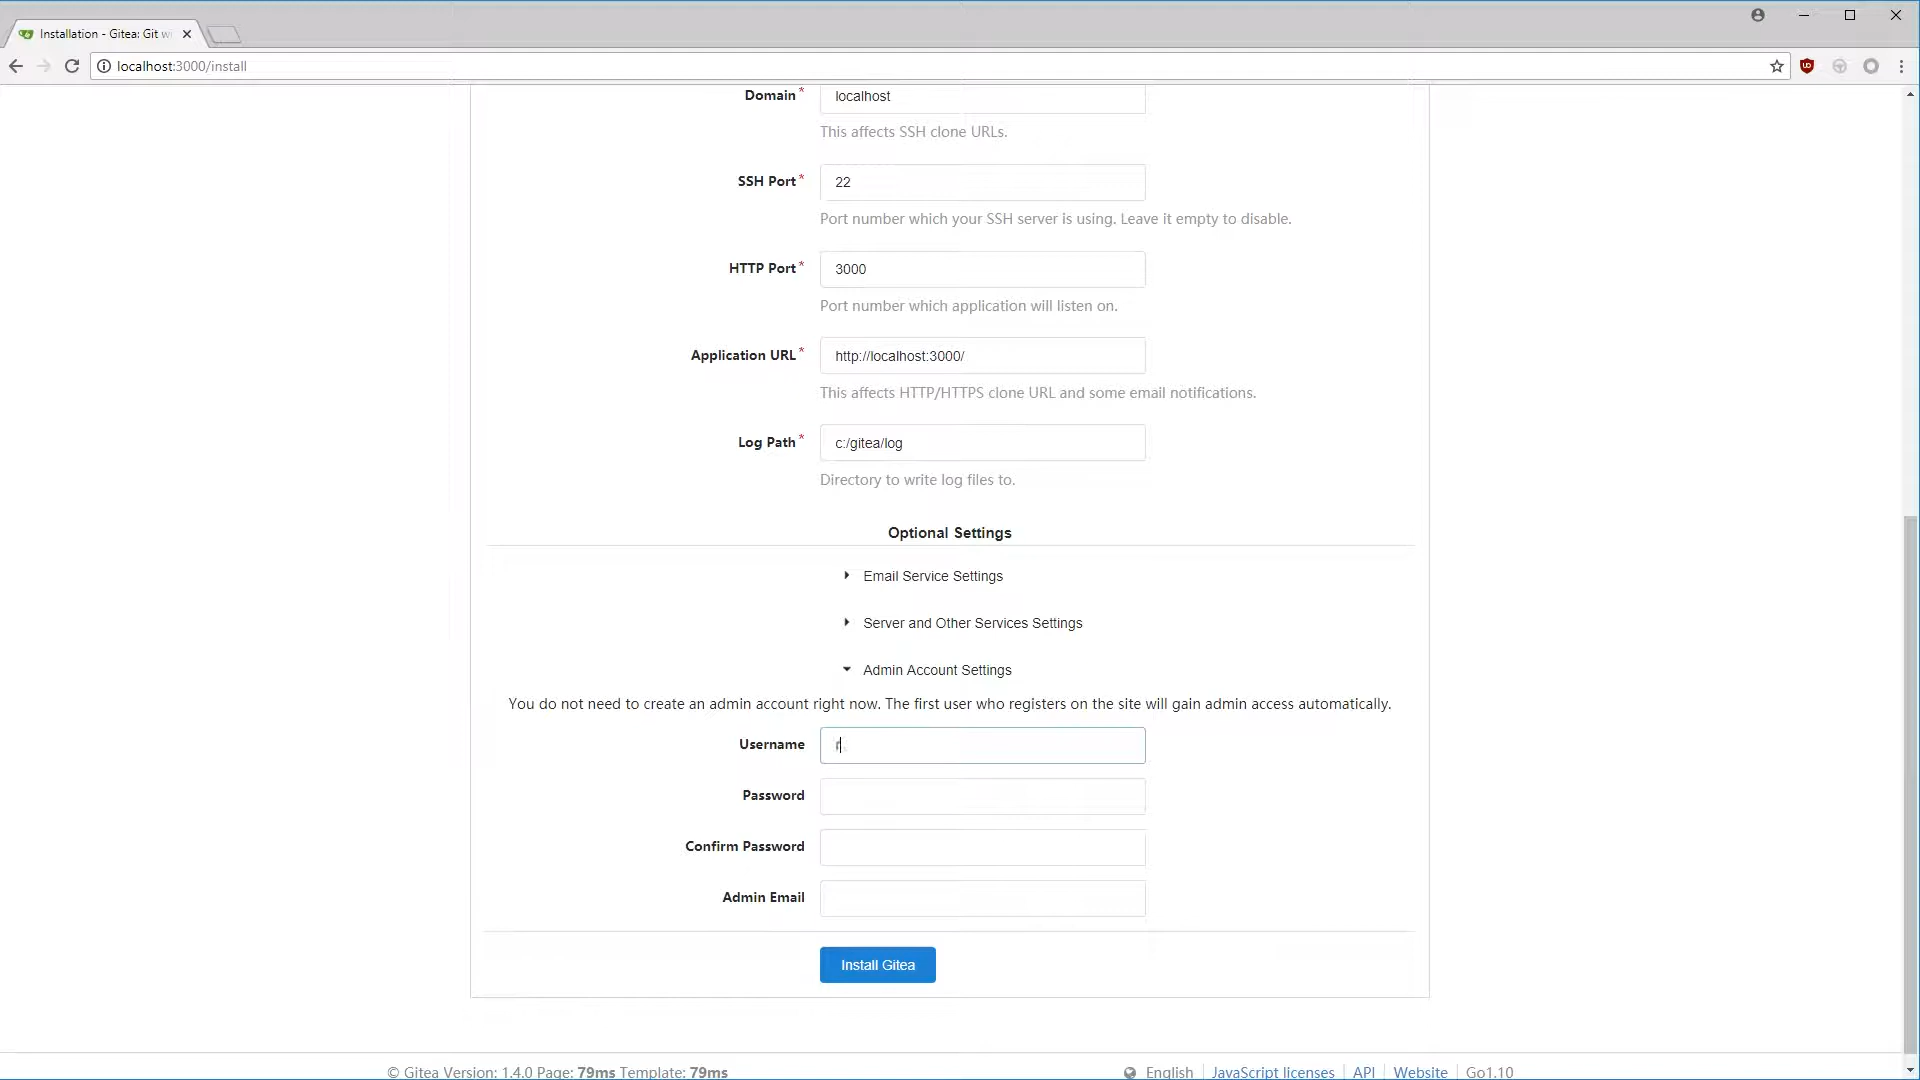 Installation - Gitea: Git w
localhost:3000/install
Domain*
localhost
This affects SSH clone URLs.
SSH Port*
22
Port number which your SSH server is using. Leave it empty to disable.
HTTP Port*
3000
Port number which application will listen on.
Application URL*
http://localhost:3000/
This affects HTTP/HTTPS clone URL and some email notifications.
Log Path*
c:/gitea/log
Directory to write log files to.
Optional Settings
Email Service Settings
Server and Other Services Settings
Admin Account Settings
You do not need to create an admin account right now. The first user who registers on the site will gain admin access automatically.
Username
r
Password
Confirm Password
Admin Email
Install Gitea
© Gitea Version: 1.4.0 Page: 79ms Template: 79ms
English JavaScript licenses API Website Go1.10